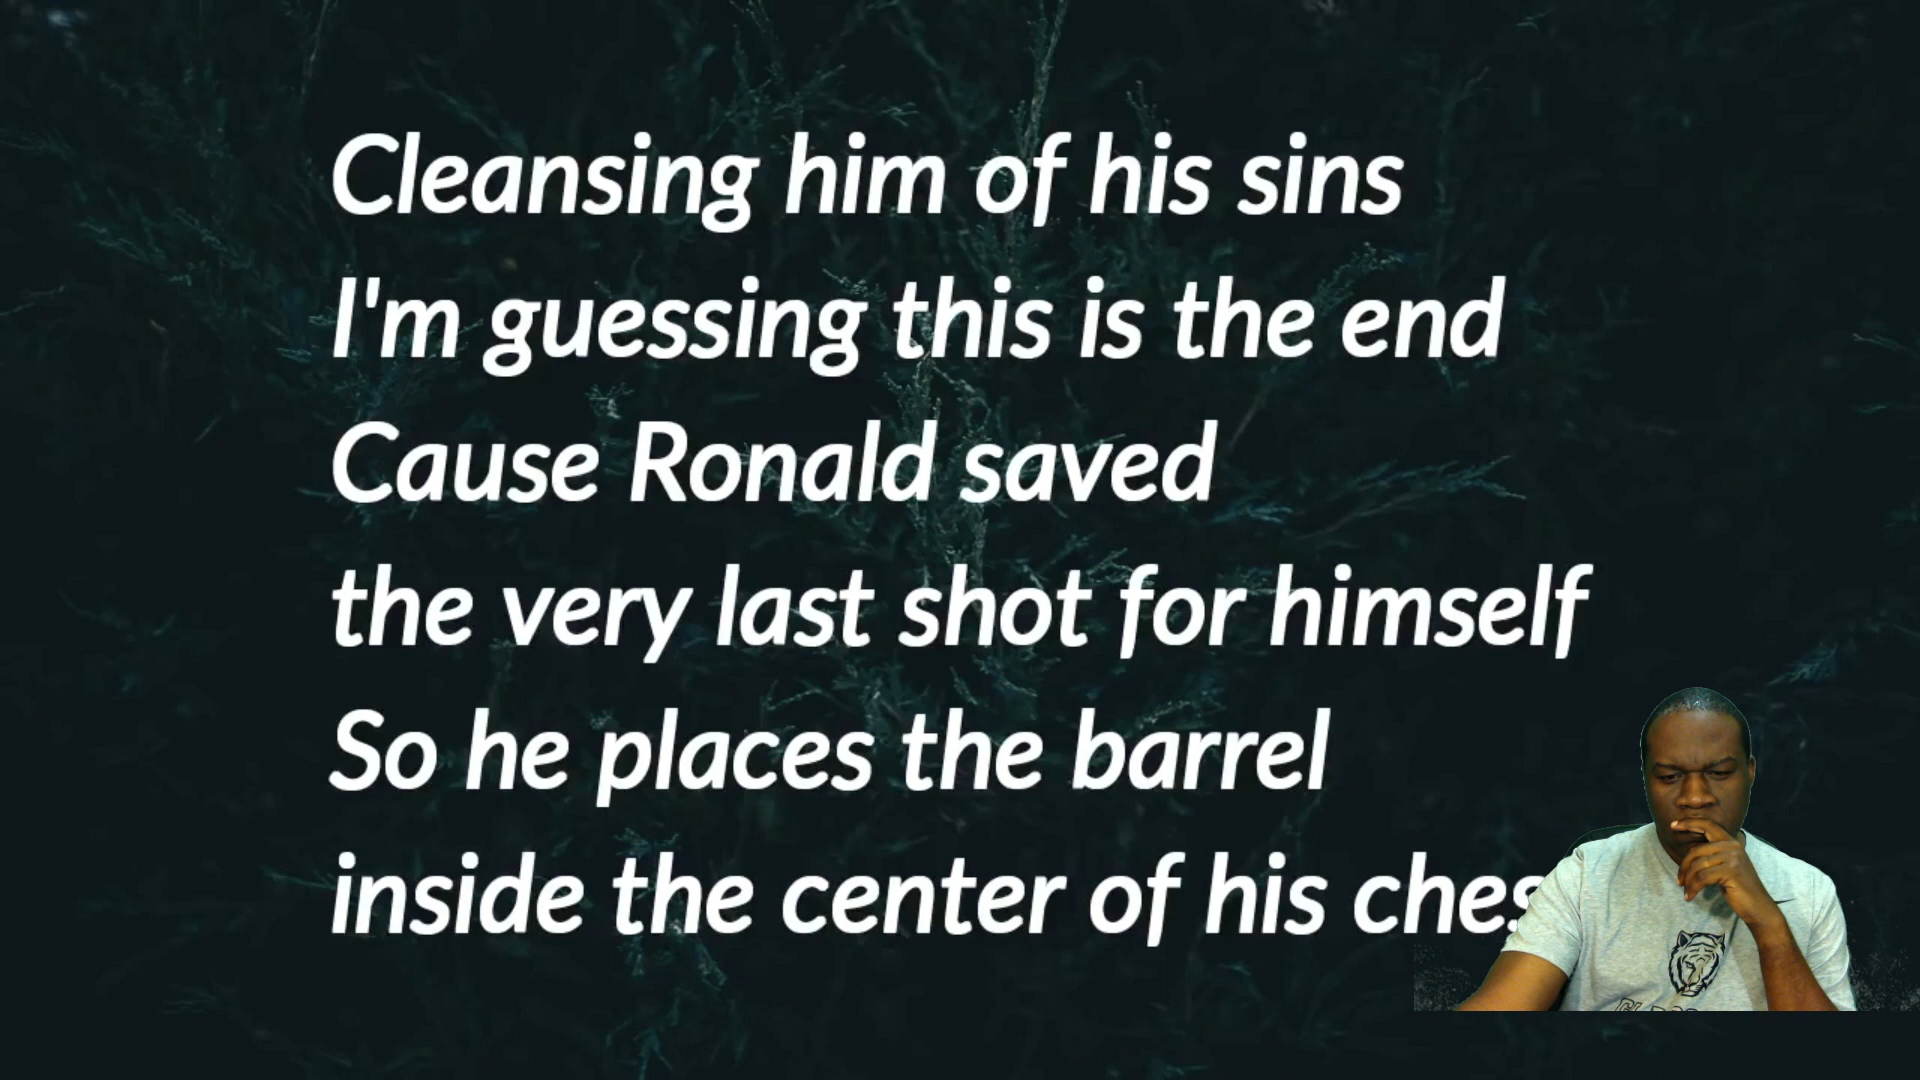 Cleansing him of his sins
I'm guessing this is the end
Cause Ronald saved
the very last shot for himself
So he places the barrel
inside the center of his